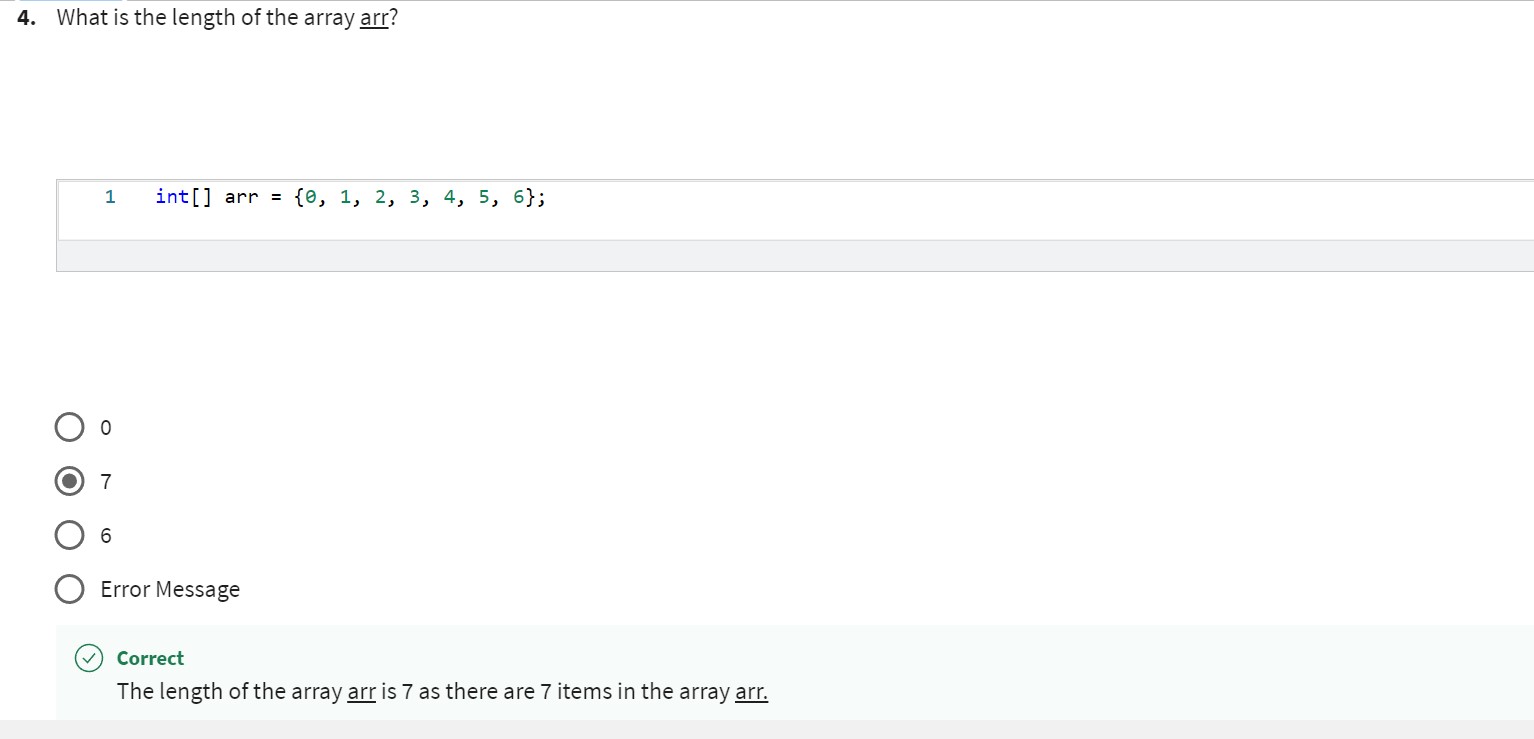 4. What is the length of the array arr?
1 int[] arr = {0, 1, 2, 3, 4, 5, 6};
0
7
6
Error Message
Correct
The length of the array arr is 7 as there are 7 items in the array arr.